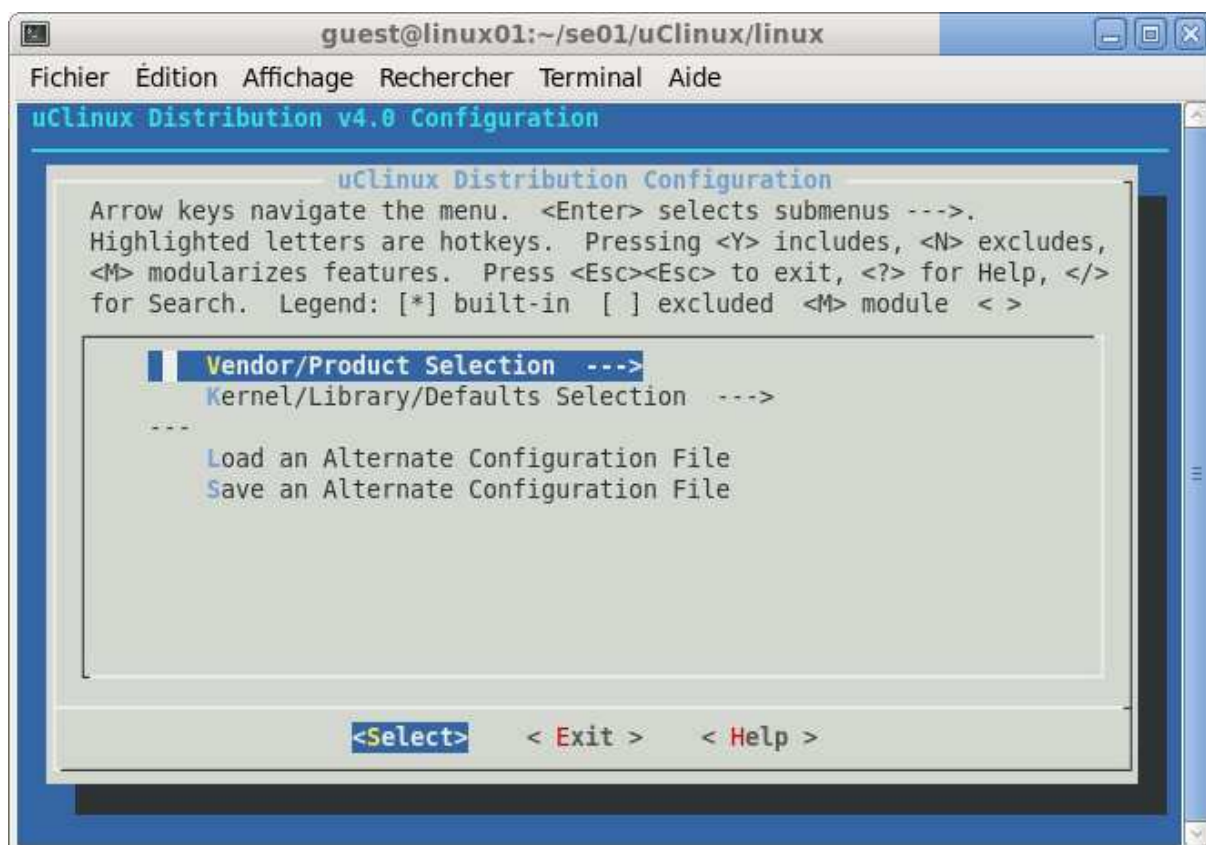 guest@linux01:~/se01/uClinux/linux
Fichier Édition Affichage Rechercher Terminal Aide
uClinux Distribution v4.0 Configuration
uClinux Distribution Configuration
Arrow keys navigate the menu. <Enter> selects submenus --->.
Highlighted letters are hotkeys. Pressing <Y> includes, <N> excludes,
<M> modularizes features. Press <Esc><Esc> to exit, <?> for Help, </>
for Search. Legend: [*] built-in [ ] excluded <M> module < >
Vendor/Product Selection --->
Kernel/Library/Defaults Selection --->
---
Load an Alternate Configuration File
Save an Alternate Configuration File
<Select> < Exit > < Help >